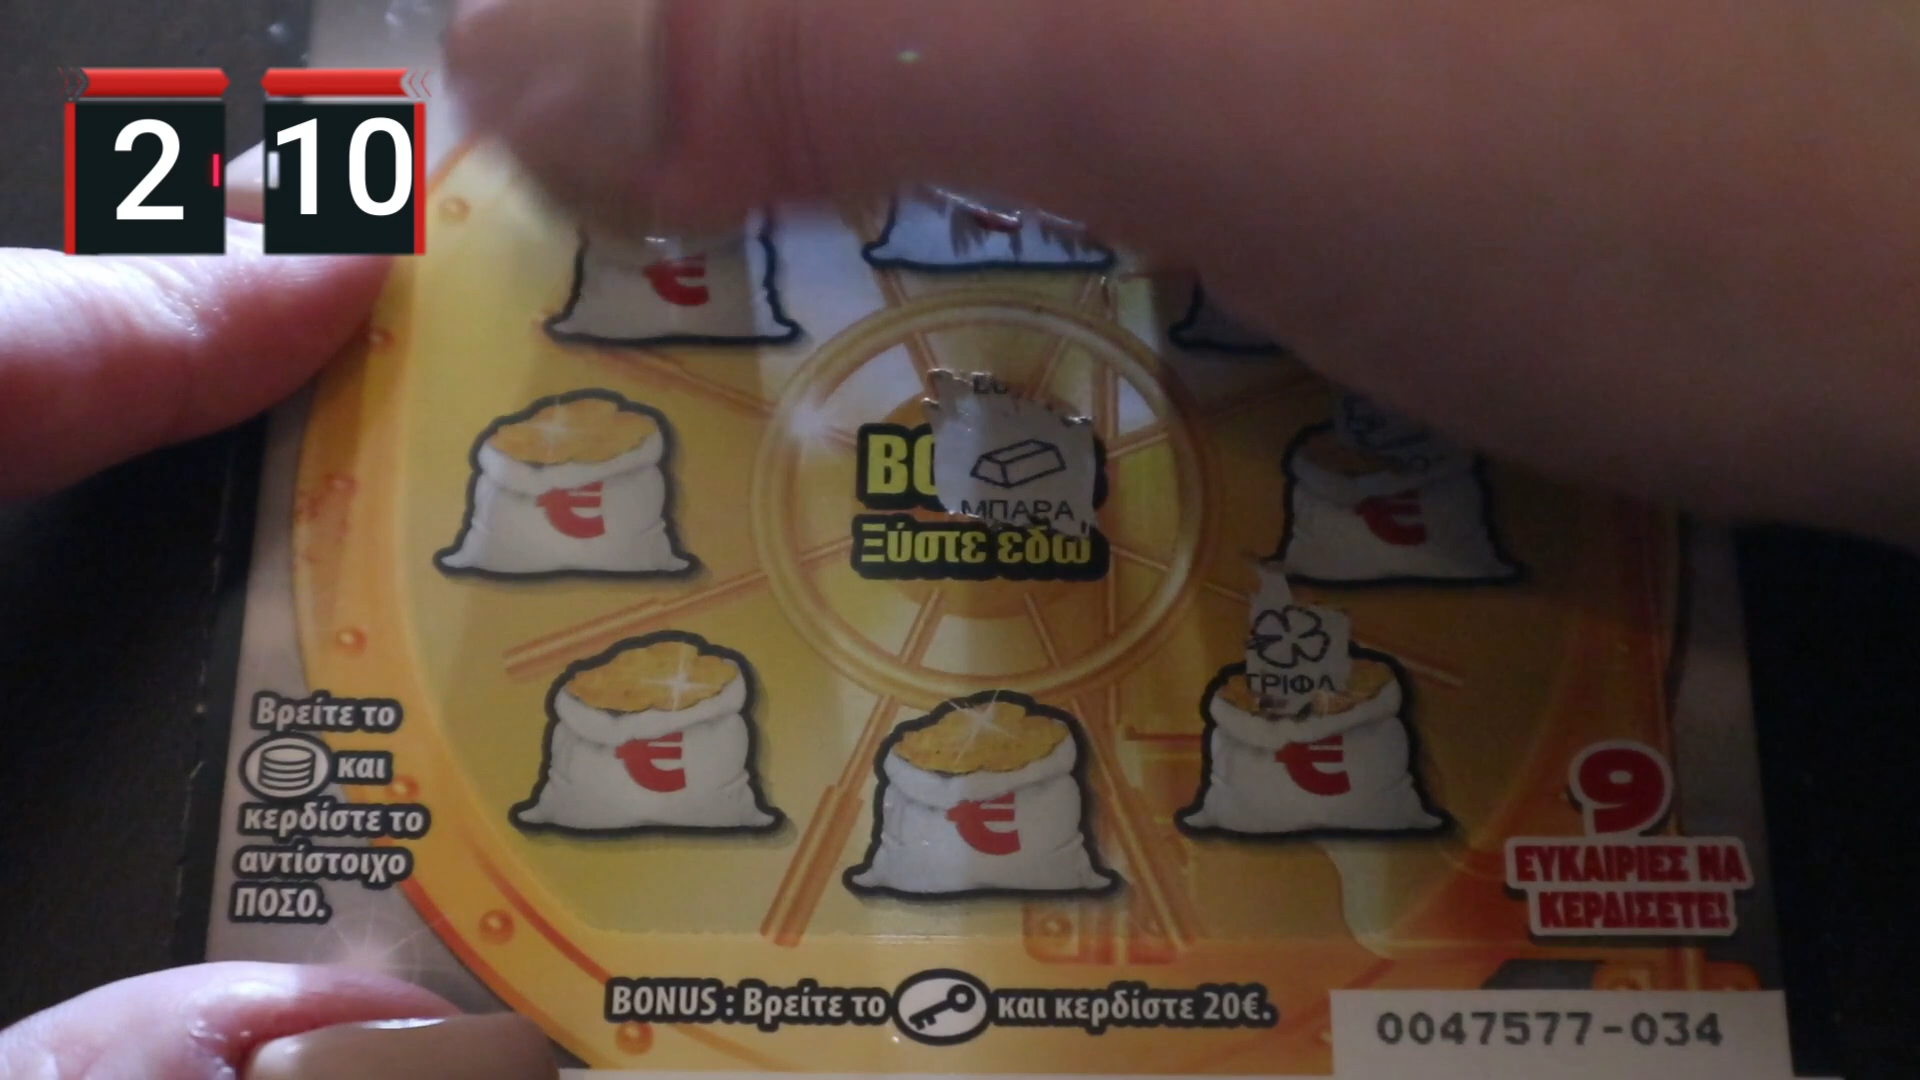 2 10
€
€
ΜΠΑΡΑ
€
Ξύστε εδώ
ΤΡΙΦΛ
€
€
€
Βρείτε το
και
κερδίστε το
αντίστοιχο
ΠΟΣΟ.
9
ΕΥΚΑΙΡΙΕΣ ΝΑ
ΚΕΡΔΙΣΕΤΕ!
BONUS : Βρείτε το και κερδίστε 20€.
0047577-034